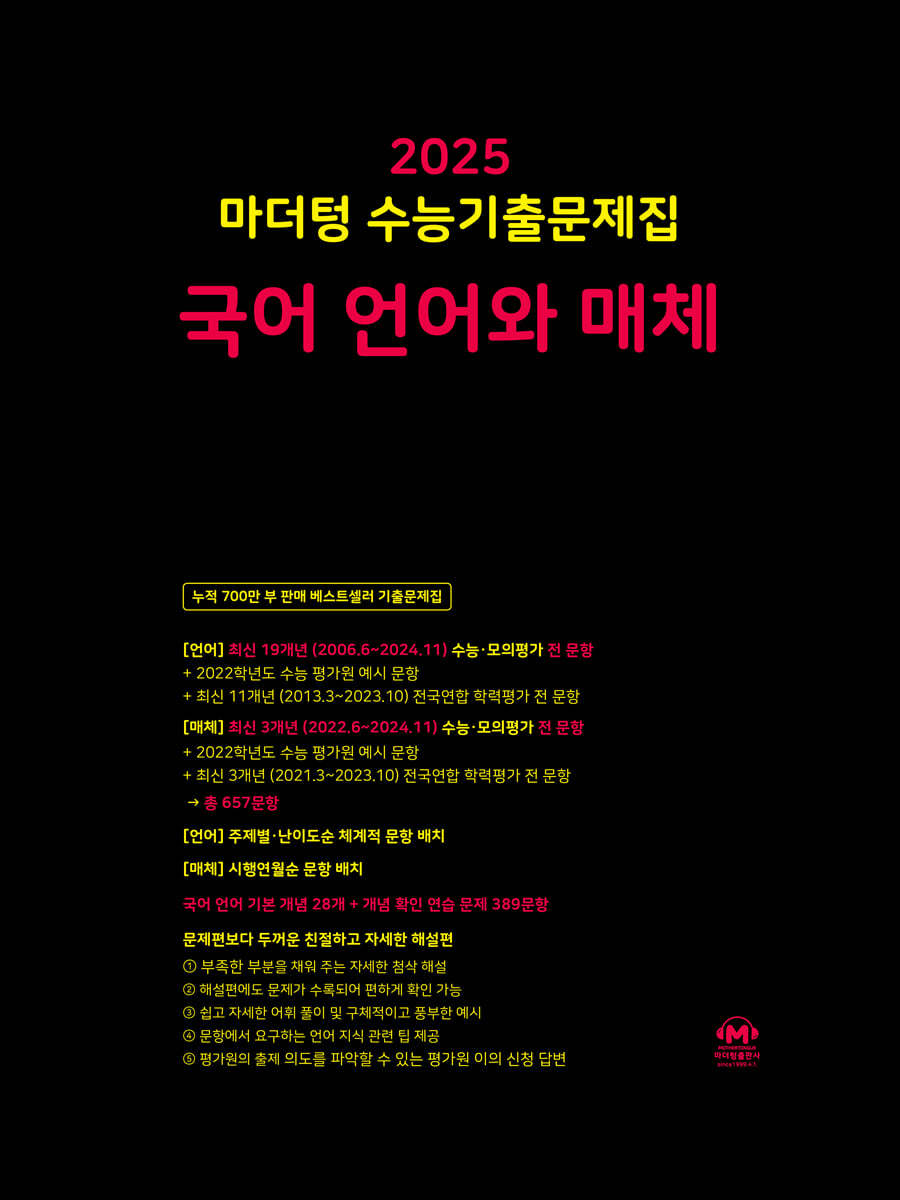 2025
마더텅 수능기출문제집
국어 언어와 매체
누적 700만 부 판매 베스트셀러 기출문제집
[언어] 최신 19개년 (2006.6~2024.11) 수능·모의평가 전 문항
+ 2022학년도 수능 평가원 예시 문항
+ 최신 11개년 (2013.3~2023.10) 전국연합 학력평가 전 문항
[매체] 최신 3개년 (2022.6~2024.11) 수능·모의평가 전 문항
+ 2022학년도 수능 평가원 예시 문항
+ 최신 3개년 (2021.3~2023.10) 전국연합 학력평가 전 문항
→ 총 657문항
[언어] 주제별·난이도순 체계적 문항 배치
[매체] 시행연월순 문항 배치
국어 언어 기본 개념 28개 + 개념 확인 연습 문제 389문항
문제편보다 두꺼운 친절하고 자세한 해설편
① 부족한 부분을 채워 주는 자세한 첨삭 해설
② 해설편에도 문제가 수록되어 편하게 확인 가능
③ 쉽고 자세한 어휘 풀이 및 구체적이고 풍부한 예시
④ 문항에서 요구하는 언어 지식 관련 팁 제공
⑤ 평가원의 출제 의도를 파악할 수 있는 평가원 이의 신청 답변
M
MOTHERTONGUE
마더텅출판사
since 1999.4.1.